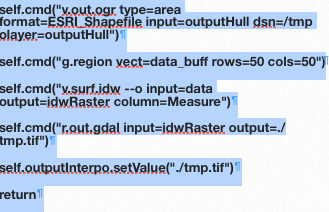 self.cmd("v.out.ogr type=area
format=ESRI_Shapefile input=outputHull dsn=/tmp
olayer=outputHull")¶
self.cmd("g.region vect=data_buff rows=50 cols=50")¶
self.cmd("v.surf.idw --o input=data
output=idwRaster column=Measure")¶
self.cmd("r.out.gdal input=idwRaster output=./
tmp.tif")¶
self.outputInterpo.setValue("./tmp.tif")¶
return¶